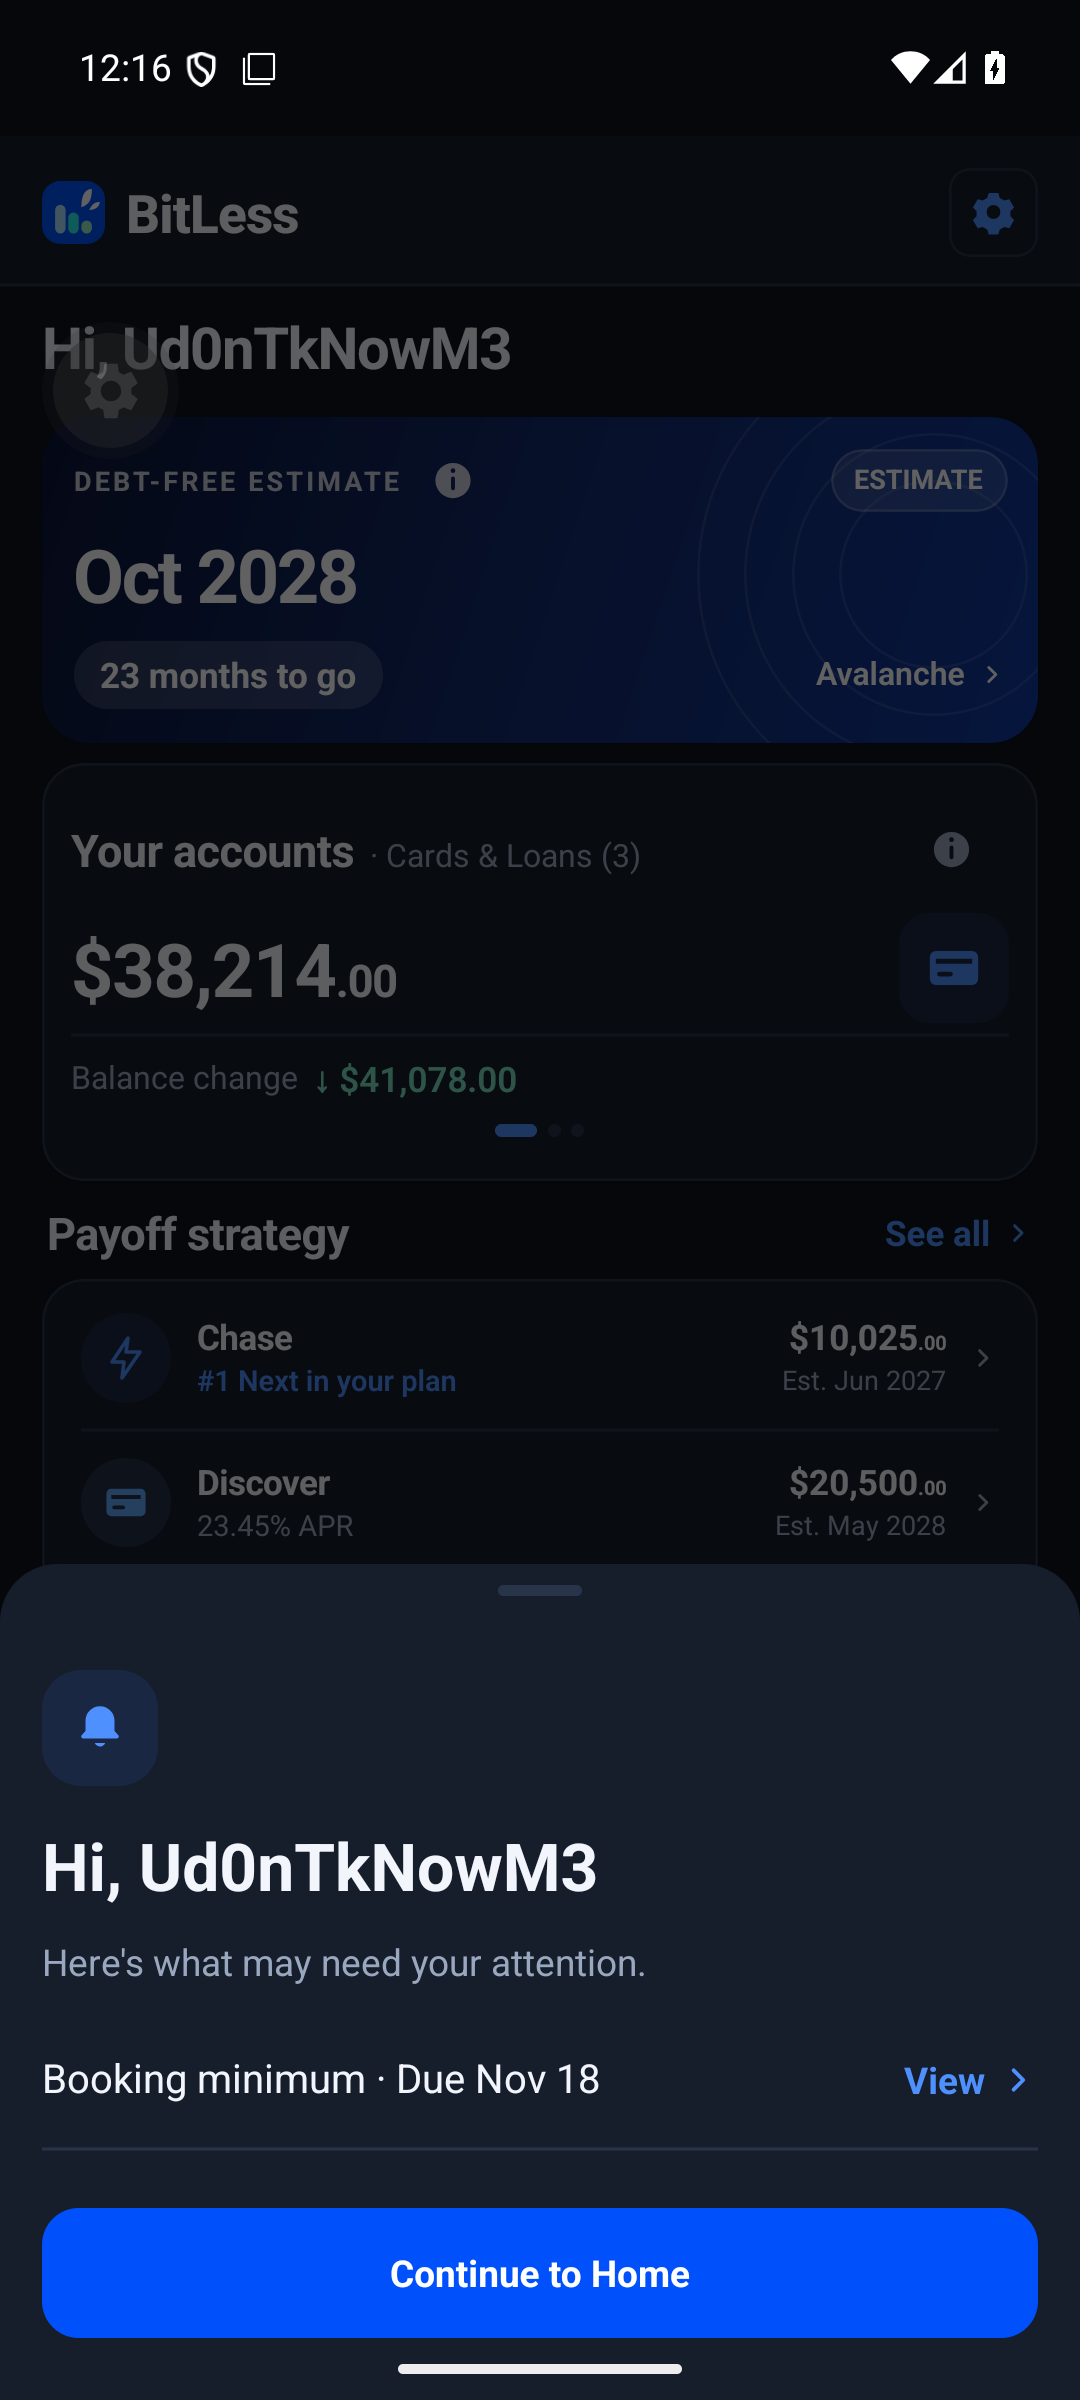 12:16
BitLess
Hi, Ud0nTkNowM3
DEBT-FREE ESTIMATE
ESTIMATE
Oct 2028
23 months to go
Avalanche
Your accounts · Cards & Loans (3)
$38,214.00
Balance change ↓ $41,078.00
Payoff strategy
See all
Chase
$10,025.00
#1 Next in your plan
Est. Jun 2027
Discover
$20,500.00
23.45% APR
Est. May 2028
Hi, Ud0nTkNowM3
Here's what may need your attention.
Booking minimum · Due Nov 18
View
Continue to Home